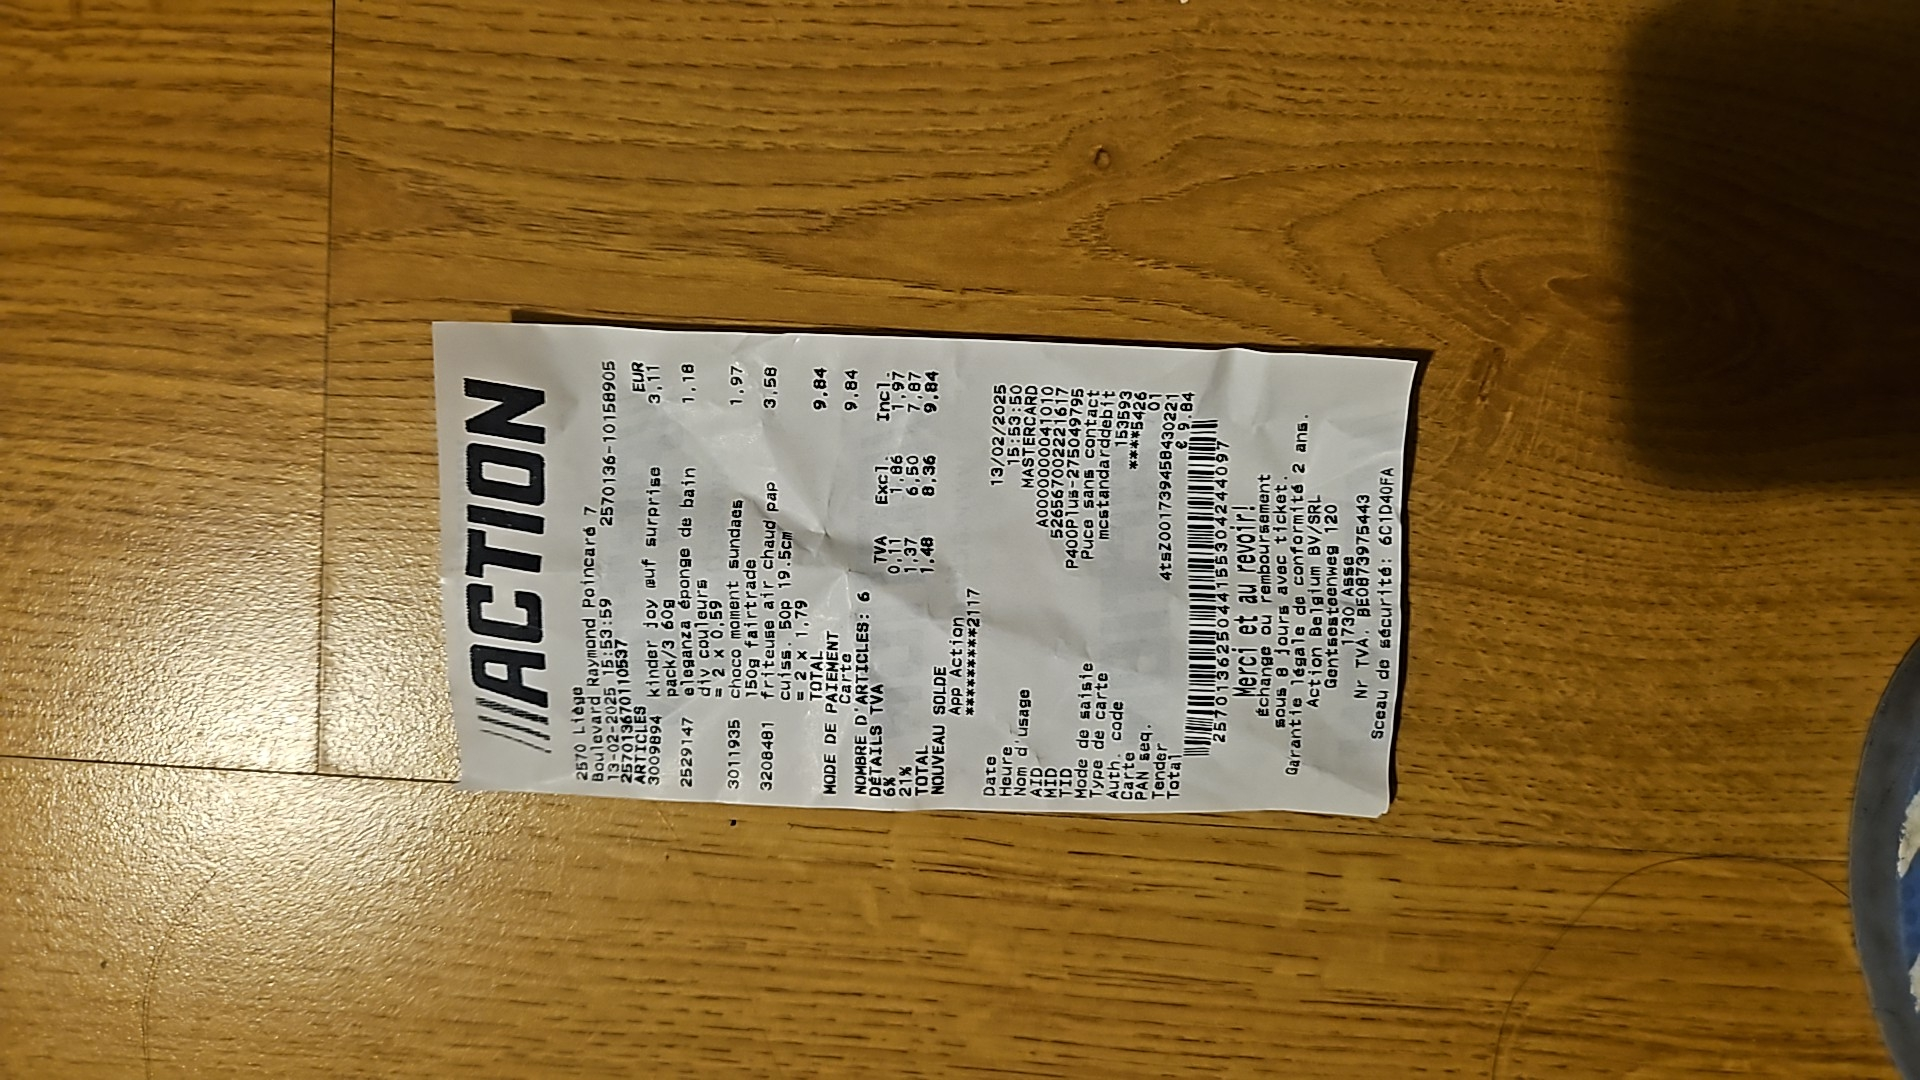 ACTION
2570 Liège
Boulevard Raymond Poincaré 7
13-02-2025 15:53:59 2570136-10158905
2570136701 10537
ARTICLES EUR
3009894 kinder joy œuf surprise 3,11
pack/3 60g
2529147 eleganza éponge de bain 1,18
div couleurs
= 2 x 0,59
3011935 choco moment sundaes 1,97
150g fairtrade
3208481 friteuse air chaud pap 3,58
cuiss. 50p 19.5cm
= 2 x 1,79
TOTAL 9,84
MODE DE PAIEMENT
Carte 9,84
NOMBRE D'ARTICLES: 6
DÉTAILS TVA TVA Excl. Incl.
6% 0,11 1,86 1,97
21% 1,37 6,50 7,87
TOTAL 1,48 8,36 9,84
NOUVEAU SOLDE
App Action
*********2117
Date 13/02/2025
Heure 15:53:50
Nom d'usage MASTERCARD
AID A0000000041010
MID 526567002221617
TID P400Plus-275049795
Mode de saisie Puce sans contact
Type de carte mcstandarddebit
Auth. code 153593
Carte ****5426
PAN seq. 01
Tender 4tsZ001739458430221
Total € 9.84
2570136250441553042444097
Merci et au revoir!
Échange ou remboursement
sous 8 jours avec ticket.
Garantie légale de conformité 2 ans.
Action Belgium BV/SRL
Gentsesteenweg 120
1730 Asse
Nr TVA. BE0873975443
Sceau de sécurité: 6C1D40FA